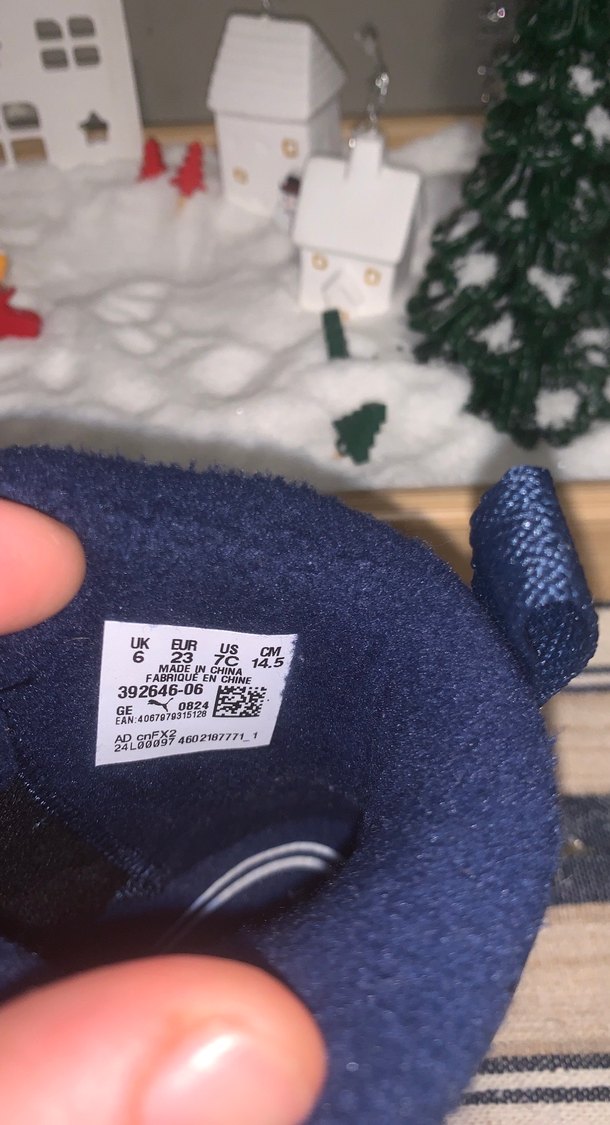 UK EUR US CM
6 23 7C 14.5
MADE IN CHINA
FABRIQUÉ EN CHINE
392646-06
GE 0824
EAN:4067979315128
AD cnFX2
24L00097 4602187771_1